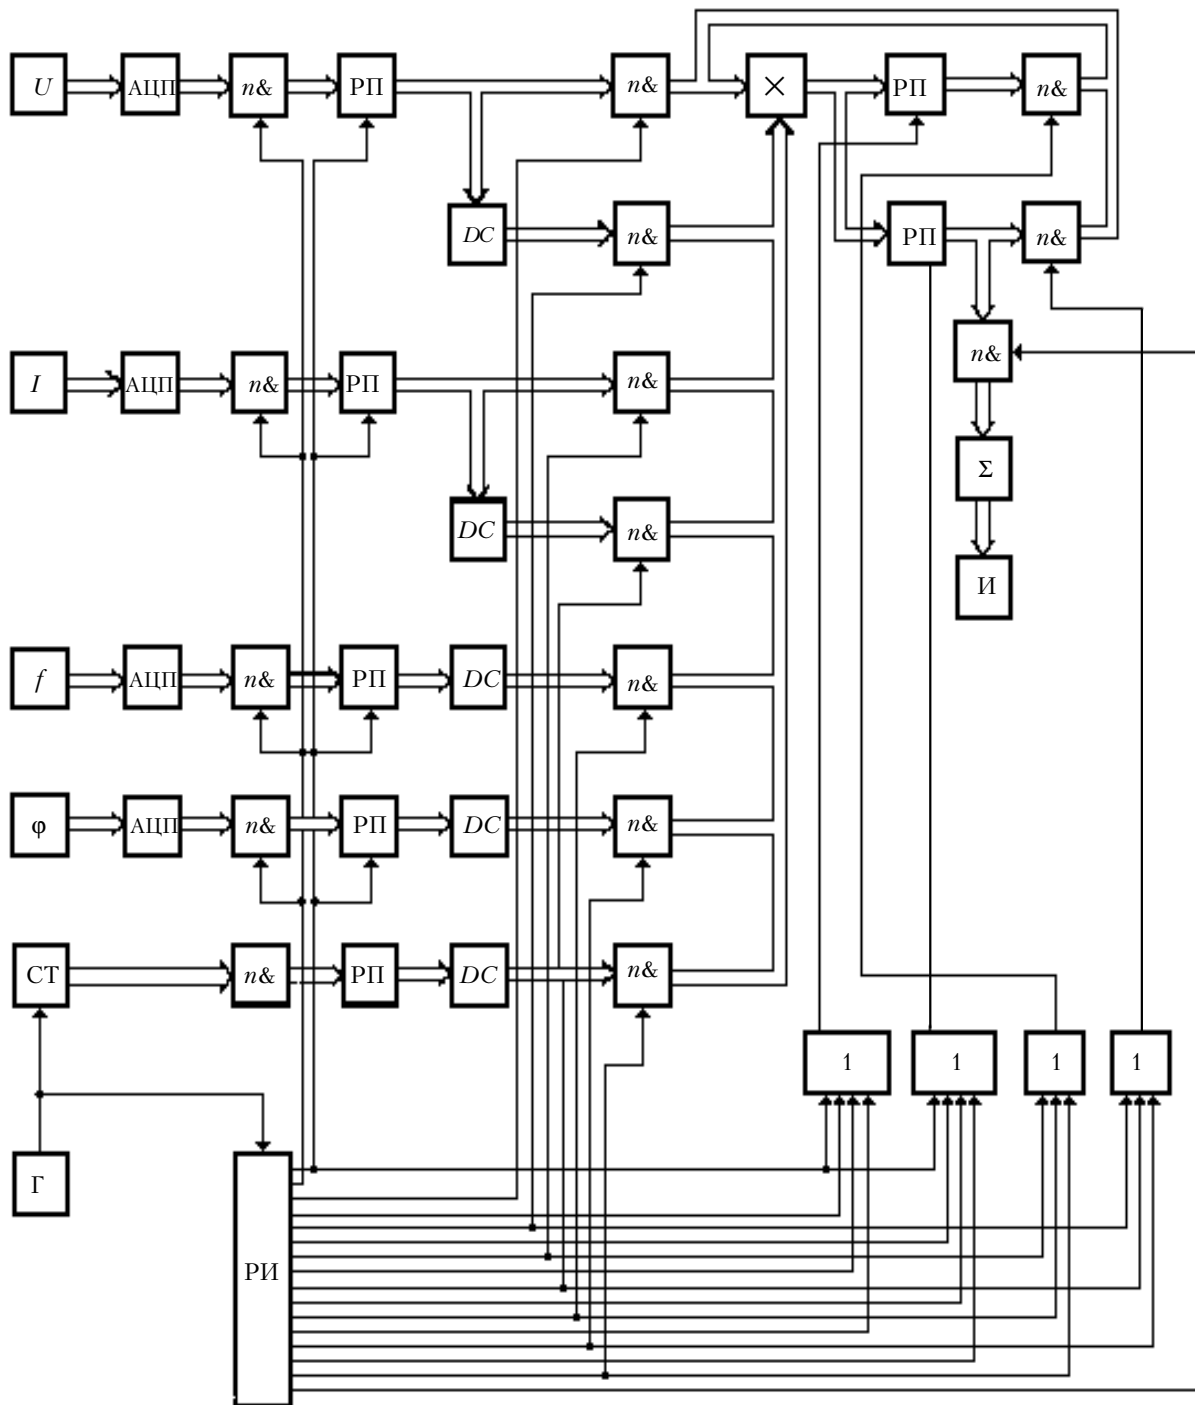 U АЦП n& РП n& × РП n&
DC n& РП n&
I АЦП n& РП n& n&
Σ
DC n&
И
f АЦП n& РП DC n&
φ АЦП n& РП DC n&
СТ n& РП DC n&
1 1 1 1
Г
РИ